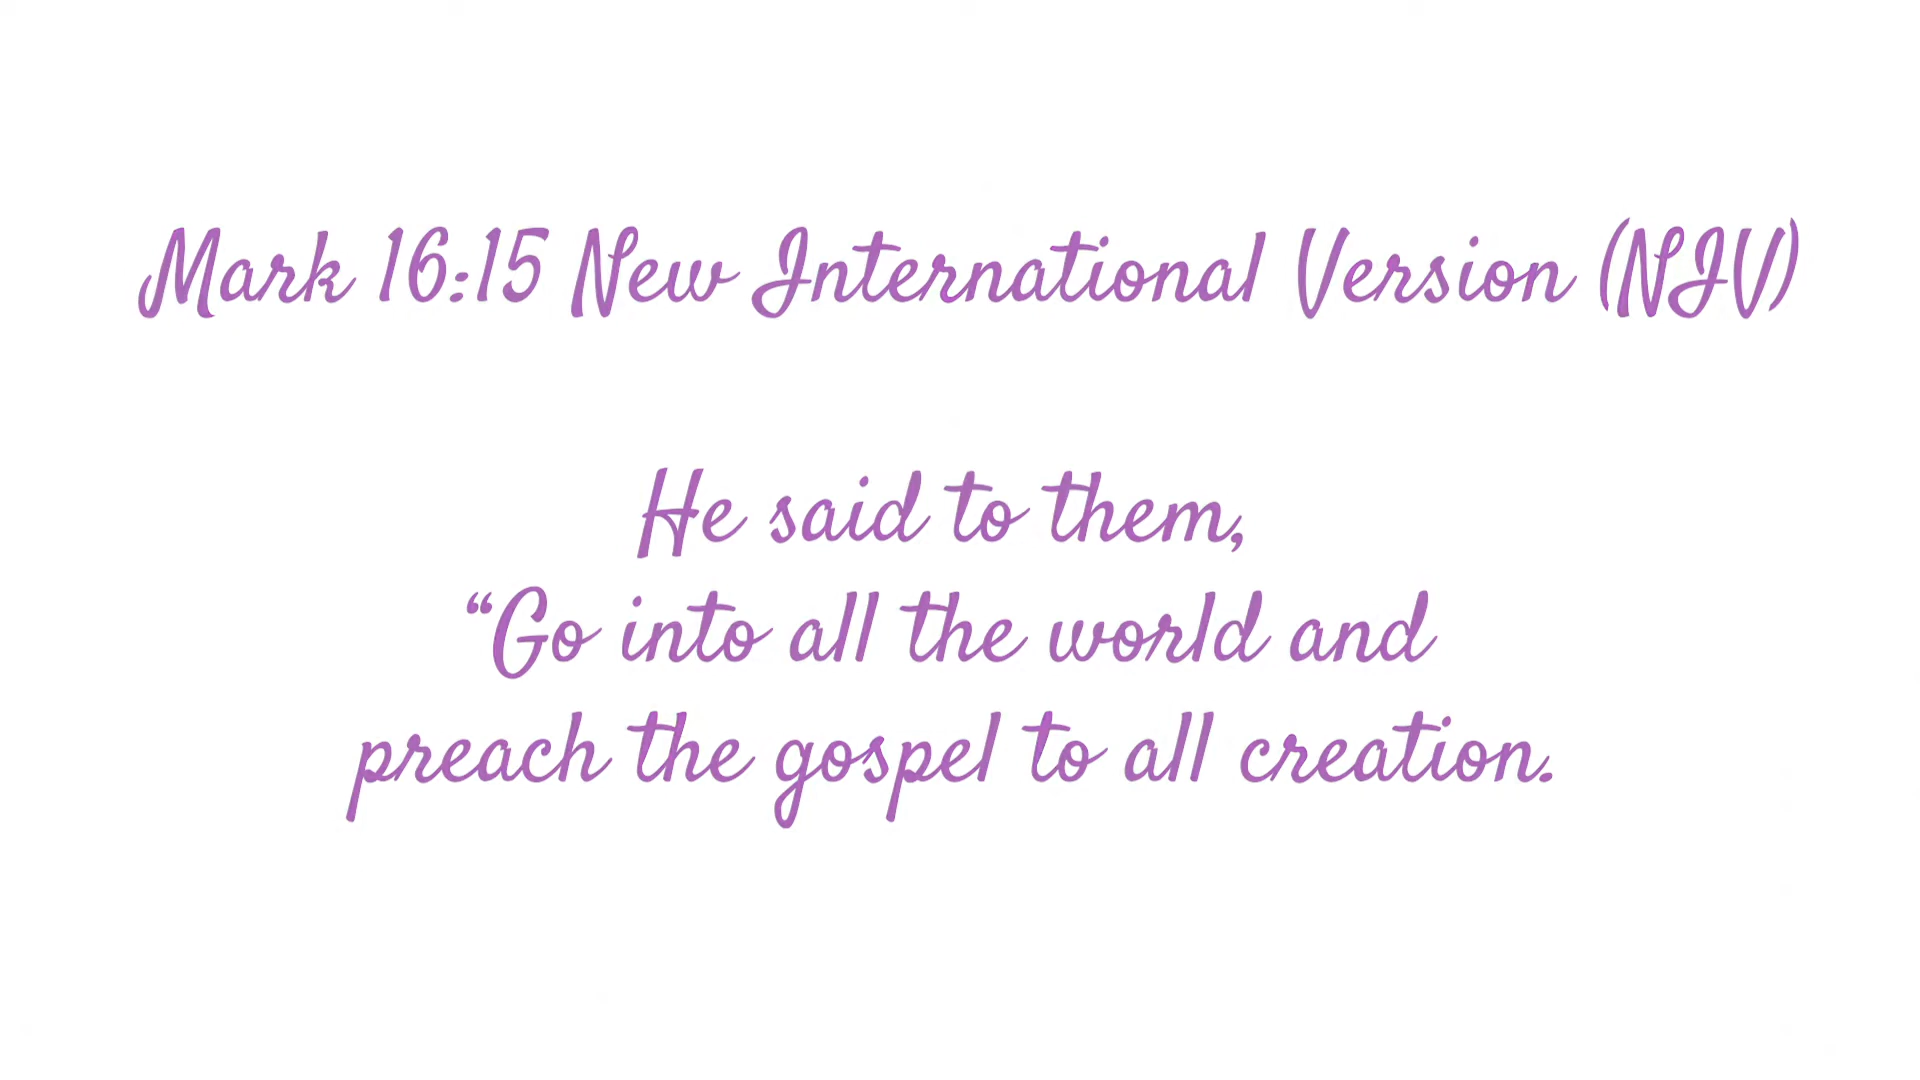 Mark 16:15 New International Version (NIV)
He said to them,
“Go into all the world and
preach the gospel to all creation.